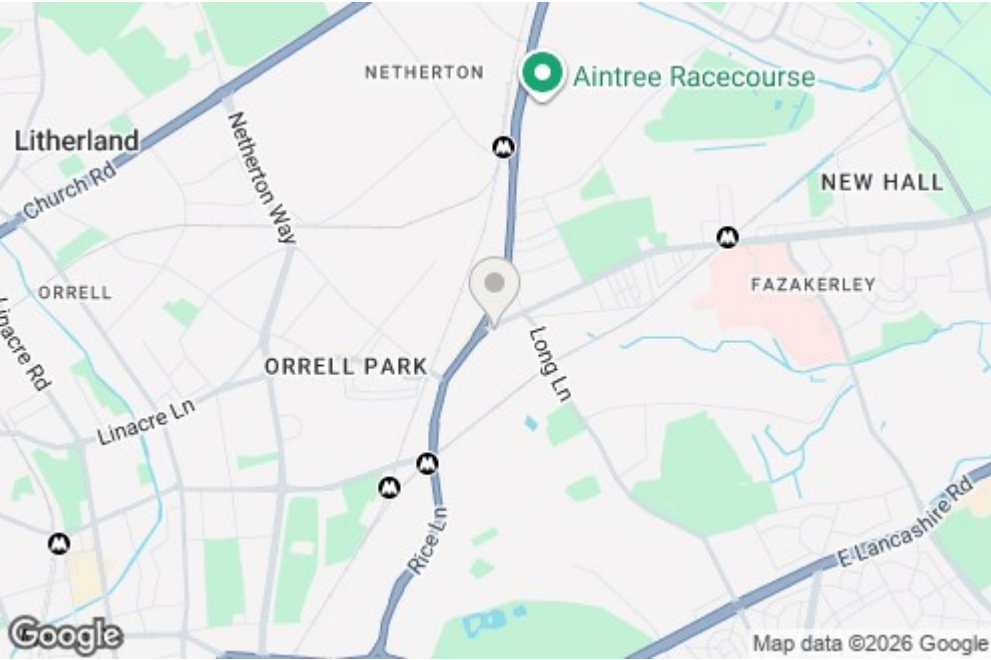 NETHERTON
Aintree Racecourse
Litherland
Netherton Way
Church Rd
NEW HALL
ORRELL
FAZAKERLEY
Linacre Rd
ORRELL PARK
Long Ln
Linacre Ln
Rice Ln
E Lancashire Rd
Google
Map data ©2026 Google